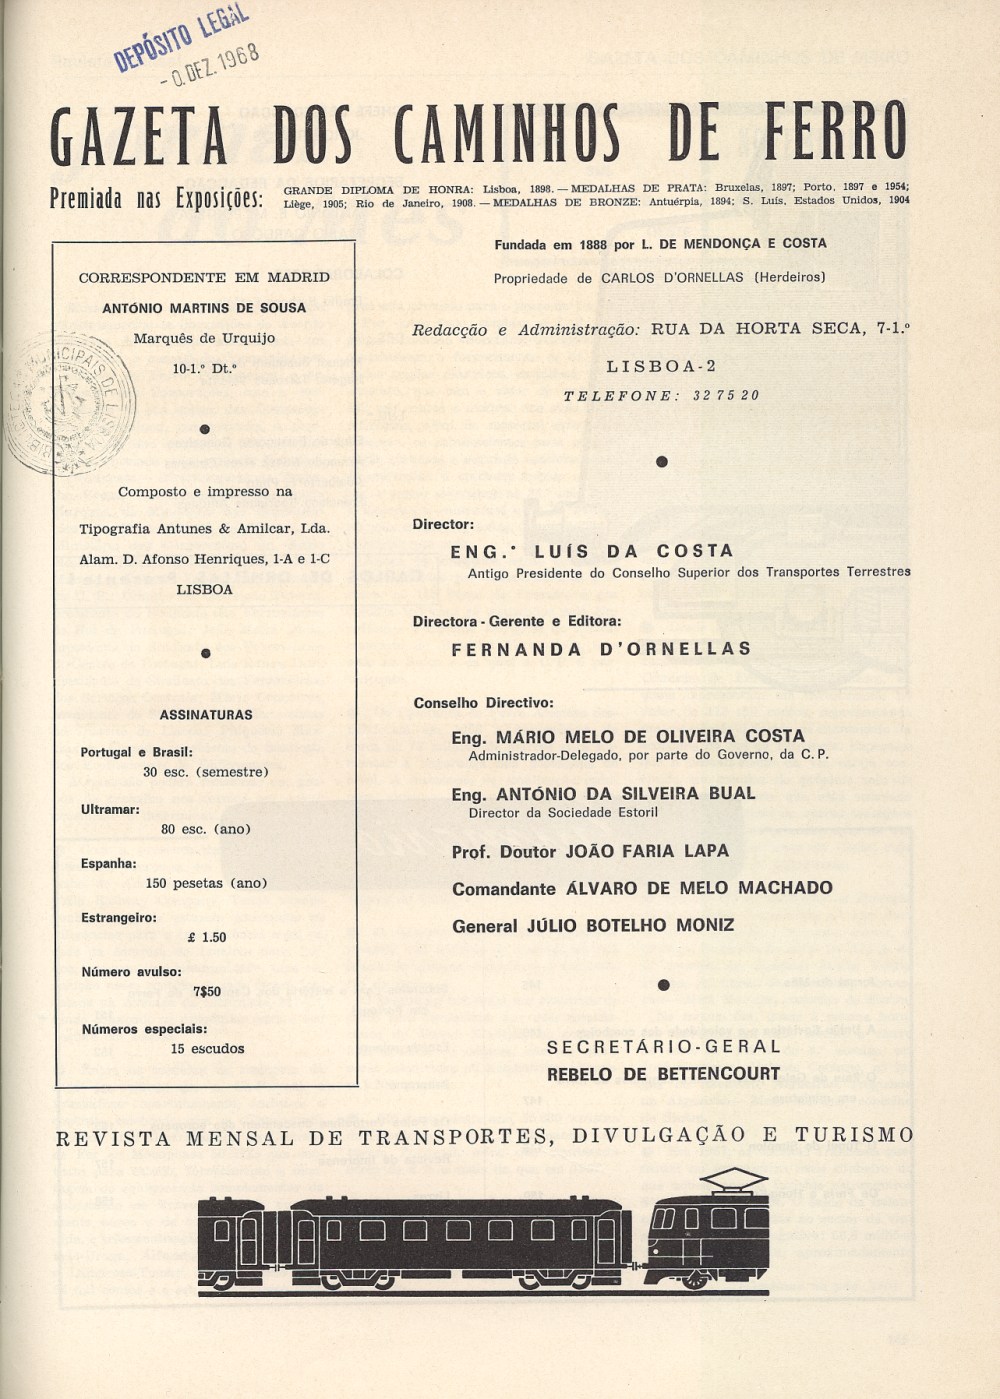 DEPÓSITO LEGAL
DEZ. 1968
GAZETA DOS CAMINHOS DE FERRO
Premiada nas Exposições:
GRANDE DIPLOMA DE HONRA: Lisboa, 1898. — MEDALHAS DE PRATA: Bruxelas, 1897; Porto, 1897 e 1954;
Liège, 1905; Rio de Janeiro, 1908. — MEDALHAS DE BRONZE: Antuérpia, 1894; S. Luís, Estados Unidos, 1904
CORRESPONDENTE EM MADRID
ANTÓNIO MARTINS DE SOUSA
Marquês de Urquijo
10-1.º Dt.º
Composto e impresso na
Tipografia Antunes & Amilcar, Lda.
Alam. D. Afonso Henriques, 1-A e 1-C
LISBOA
ASSINATURAS
Portugal e Brasil:
30 esc. (semestre)
Ultramar:
80 esc. (ano)
Espanha:
150 pesetas (ano)
Estrangeiro:
£ 1.50
Número avulso:
7$50
Números especiais:
15 escudos
Fundada em 1888 por L. DE MENDONÇA E COSTA
Propriedade de CARLOS D'ORNELLAS (Herdeiros)
Redacção e Administração: RUA DA HORTA SECA, 7-1.º
LISBOA-2
TELEFONE: 32 75 20
Director:
ENG.º LUÍS DA COSTA
Antigo Presidente do Conselho Superior dos Transportes Terrestres
Directora - Gerente e Editora:
FERNANDA D'ORNELLAS
Conselho Directivo:
Eng. MÁRIO MELO DE OLIVEIRA COSTA
Administrador-Delegado, por parte do Governo, da C. P.
Eng. ANTÓNIO DA SILVEIRA BUAL
Director da Sociedade Estoril
Prof. Doutor JOÃO FARIA LAPA
Comandante ÁLVARO DE MELO MACHADO
General JÚLIO BOTELHO MONIZ
SECRETÁRIO-GERAL
REBELO DE BETTENCOURT
REVISTA MENSAL DE TRANSPORTES, DIVULGAÇÃO E TURISMO